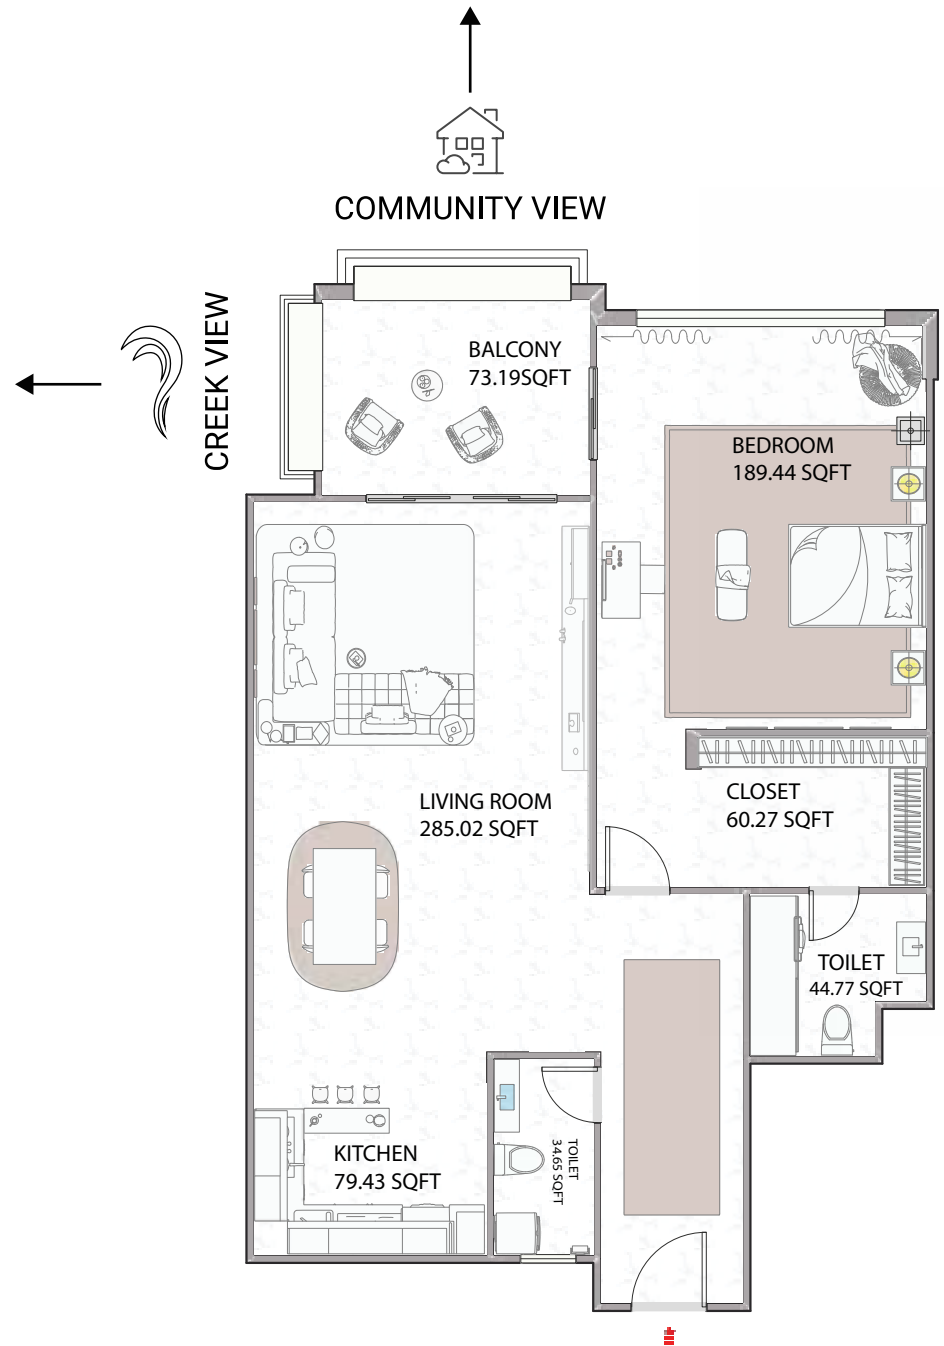 COMMUNITY VIEW
CREEK VIEW
BALCONY
73.19SQFT
BEDROOM
189.44 SQFT
LIVING ROOM
285.02 SQFT
CLOSET
60.27 SQFT
TOILET
44.77 SQFT
KITCHEN
79.43 SQFT
TOILET
34.65 SQFT